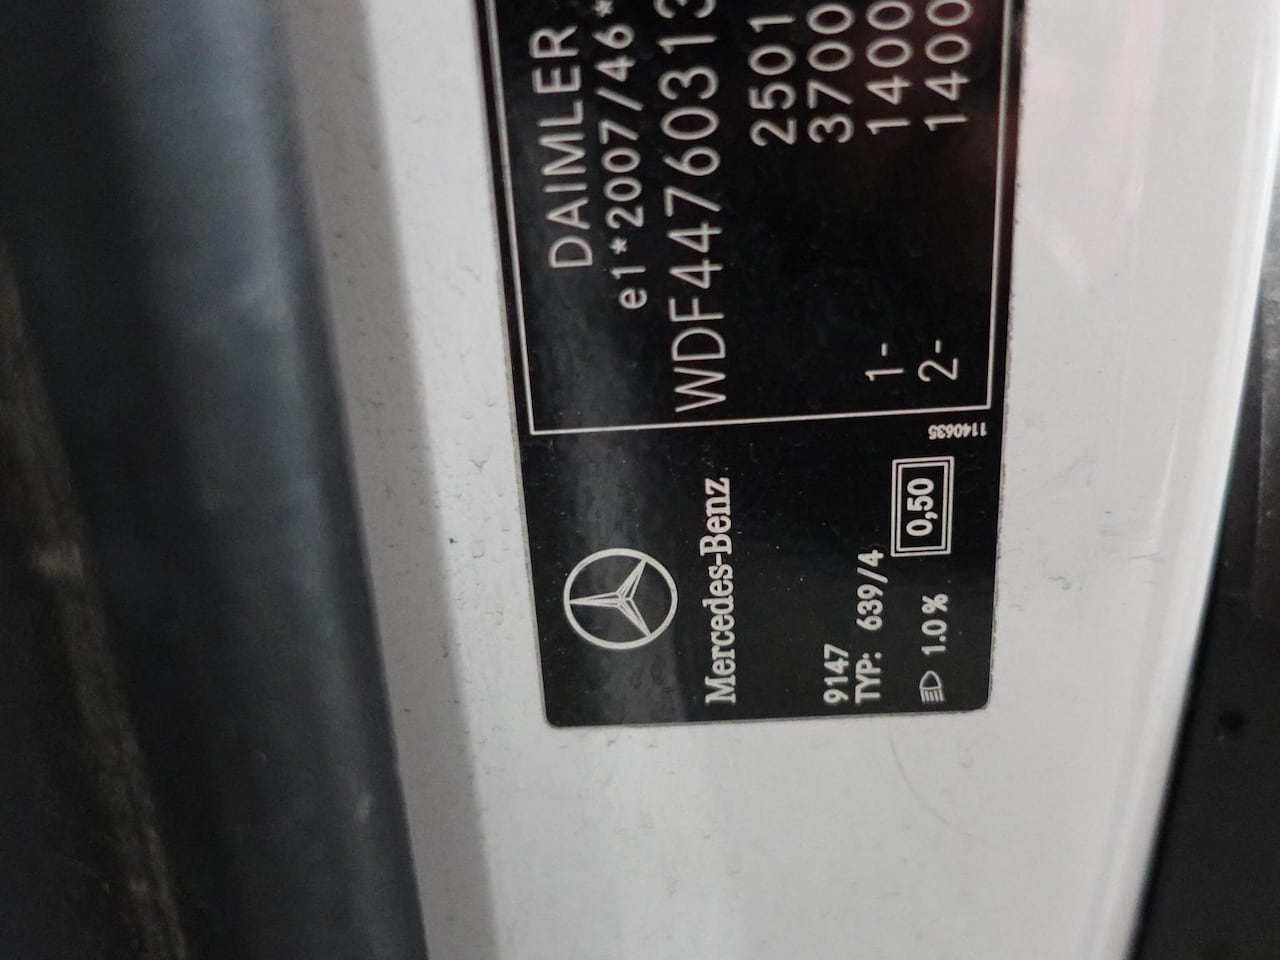 Mercedes-Benz
9147
TYP: 639/4
1.0% 0,50
DAIMLER
e1*2007/46*
WDF44760313
2501
3700
1- 1400
2- 1400
1140635